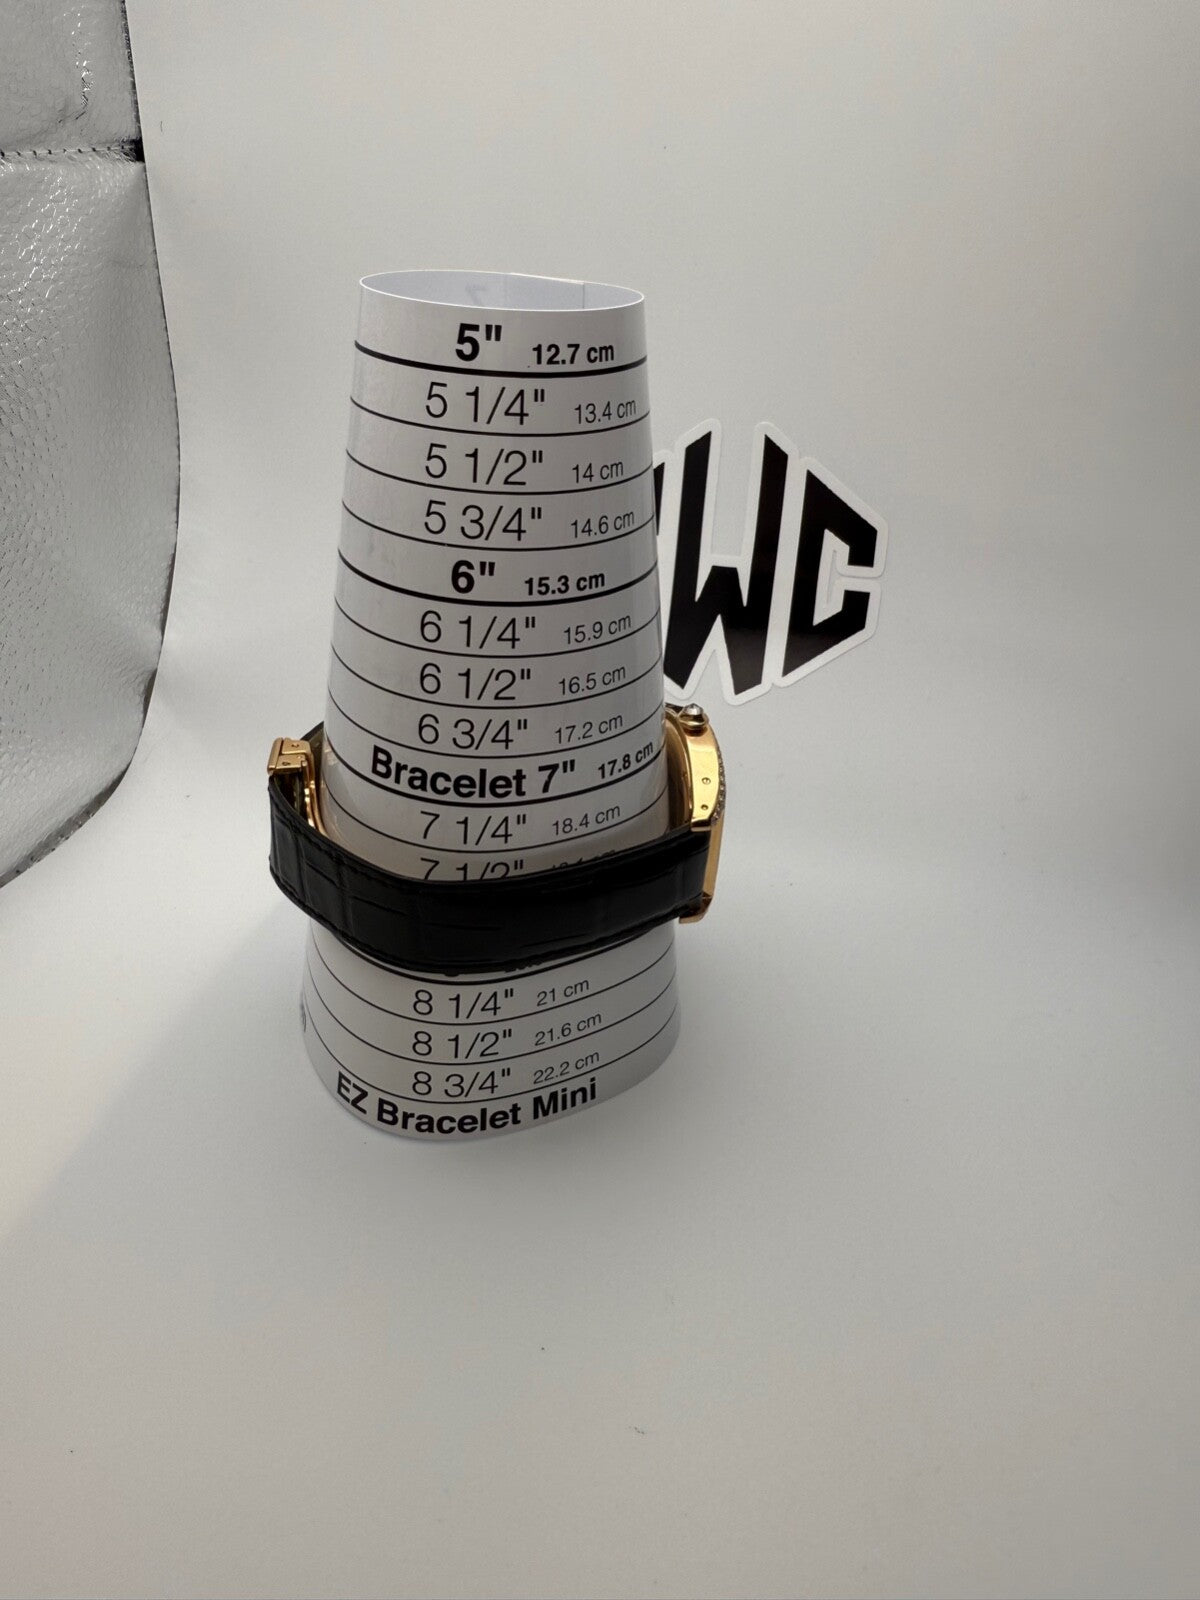 5" 12.7 cm
5 1/4" 13.4 cm
5 1/2" 14 cm
5 3/4" 14.6 cm
6" 15.3 cm
6 1/4" 15.9 cm
6 1/2" 16.5 cm
6 3/4" 17.2 cm
Bracelet 7" 17.8 cm
7 1/4" 18.4 cm
7 1/2"
8 1/4" 21 cm
8 1/2" 21.6 cm
8 3/4" 22.2 cm
EZ Bracelet Mini
WC